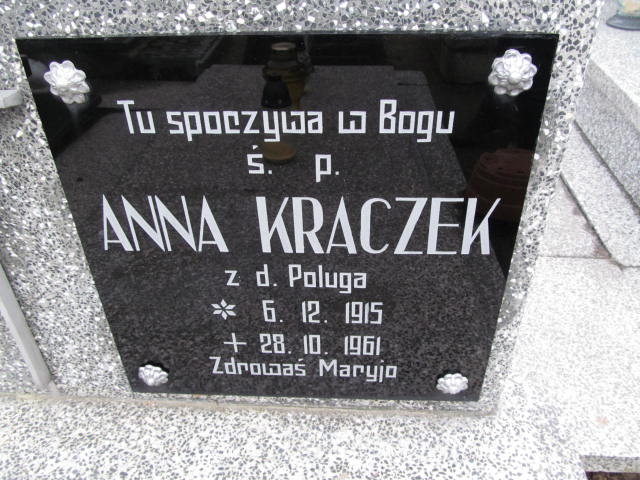 Tu spoczywa w Bogu
ś. p.
ANNA KRACZEK
z d. Poluga
* 6. 12. 1915
+ 28. 10. 1961
Zdrowaś Maryjo